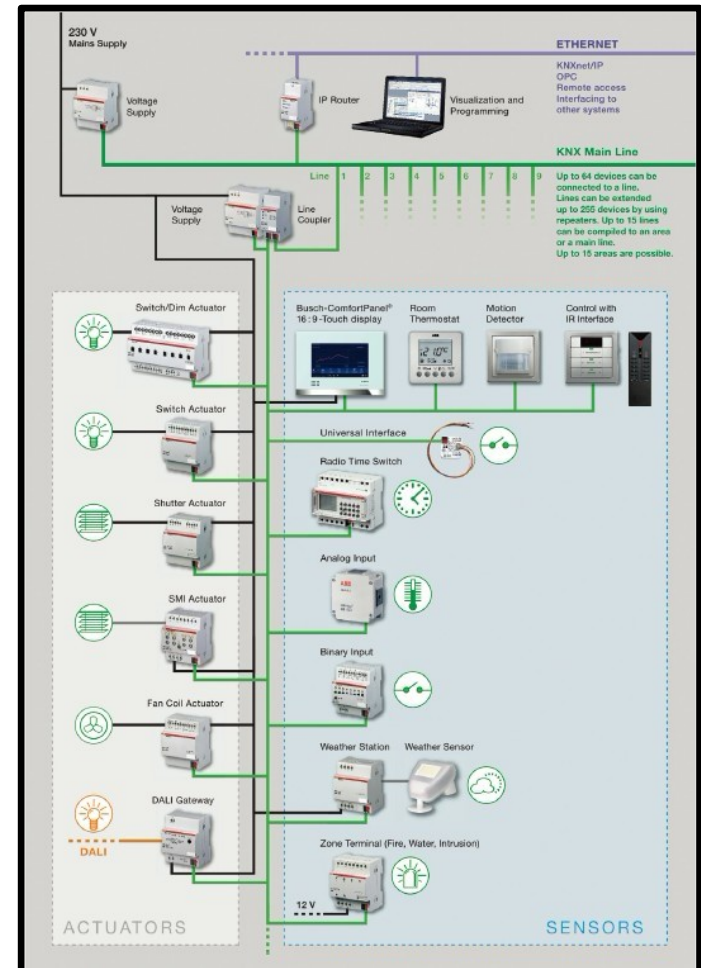 230 V
Mains Supply
ETHERNET
KNXnet/IP
OPC
Remote access
Interfacing to
other systems
Voltage
Supply
IP Router
Visualization and
Programming
KNX Main Line
Line 1 2 3 4 5 6 7 8 9
Up to 64 devices can be
connected to a line.
Lines can be extended
up to 255 devices by using
repeaters. Up to 15 lines
can be compiled to an area
or a main line.
Up to 15 areas are possible.
Voltage
Supply
Line
Coupler
Switch/Dim Actuator
Switch Actuator
Shutter Actuator
SMI Actuator
Fan Coil Actuator
DALI Gateway
DALI
ACTUATORS
Busch-ComfortPanel®
16:9-Touch display
Room
Thermostat
Motion
Detector
Control with
IR Interface
Universal Interface
Radio Time Switch
Analog Input
ABB
Binary Input
Weather Station
Weather Sensor
Zone Terminal (Fire, Water, Intrusion)
12 V
SENSORS